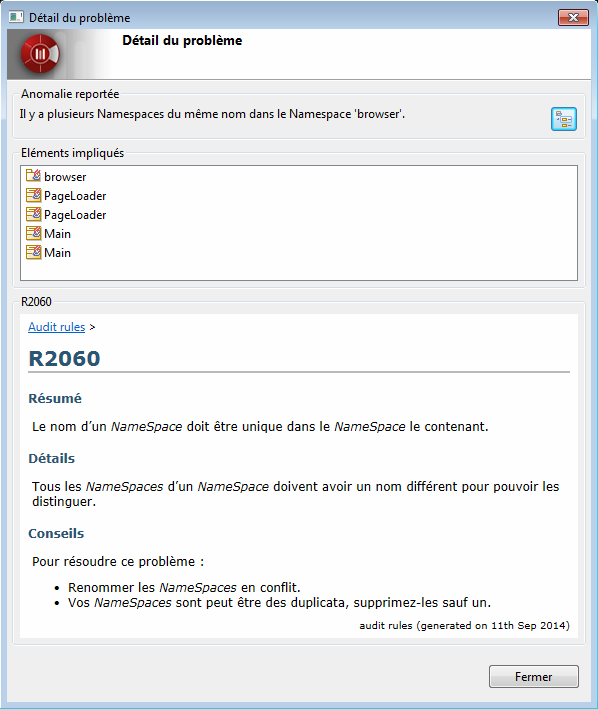 Détail du problème
Détail du problème
Anomalie reportée
Il y a plusieurs Namespaces du même nom dans le Namespace 'browser'.
Eléments impliqués
browser
PageLoader
PageLoader
Main
Main
R2060
Audit rules >
R2060
Résumé
Le nom d'un NameSpace doit être unique dans le NameSpace le contenant.
Détails
Tous les NameSpaces d'un NameSpace doivent avoir un nom différent pour pouvoir les
distinguer.
Conseils
Pour résoudre ce problème :
• Renommer les NameSpaces en conflit.
• Vos NameSpaces sont peut être des duplicata, supprimez-les sauf un.
audit rules (generated on 11th Sep 2014)
Fermer